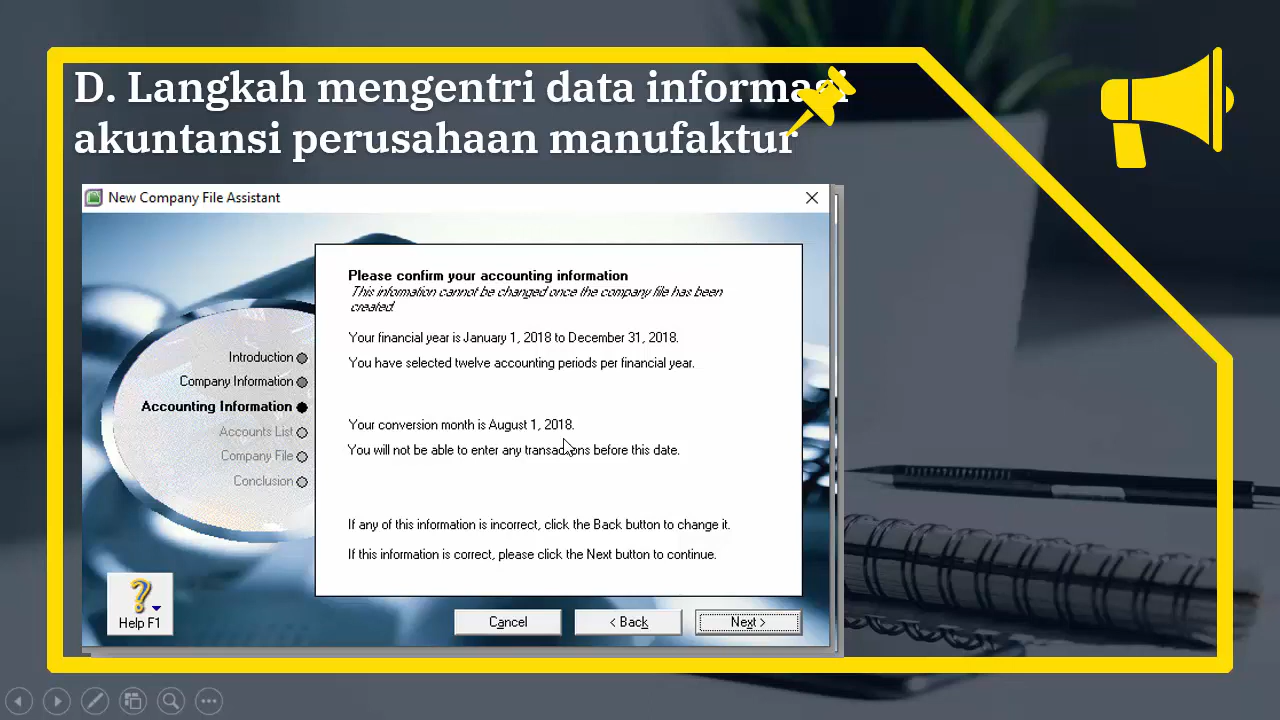 D. Langkah mengentri data informasi
akuntansi perusahaan manufaktur
New Company File Assistant
Please confirm your accounting information
This information cannot be changed once the company file has been
created.
Your financial year is January 1, 2018 to December 31, 2018.
You have selected twelve accounting periods per financial year.
Your conversion month is August 1, 2018.
You will not be able to enter any transactions before this date.
If any of this information is incorrect, click the Back button to change it.
If this information is correct, please click the Next button to continue.
Introduction
Company Information
Accounting Information
Accounts List
Company File
Conclusion
Help F1
Cancel
< Back
Next >